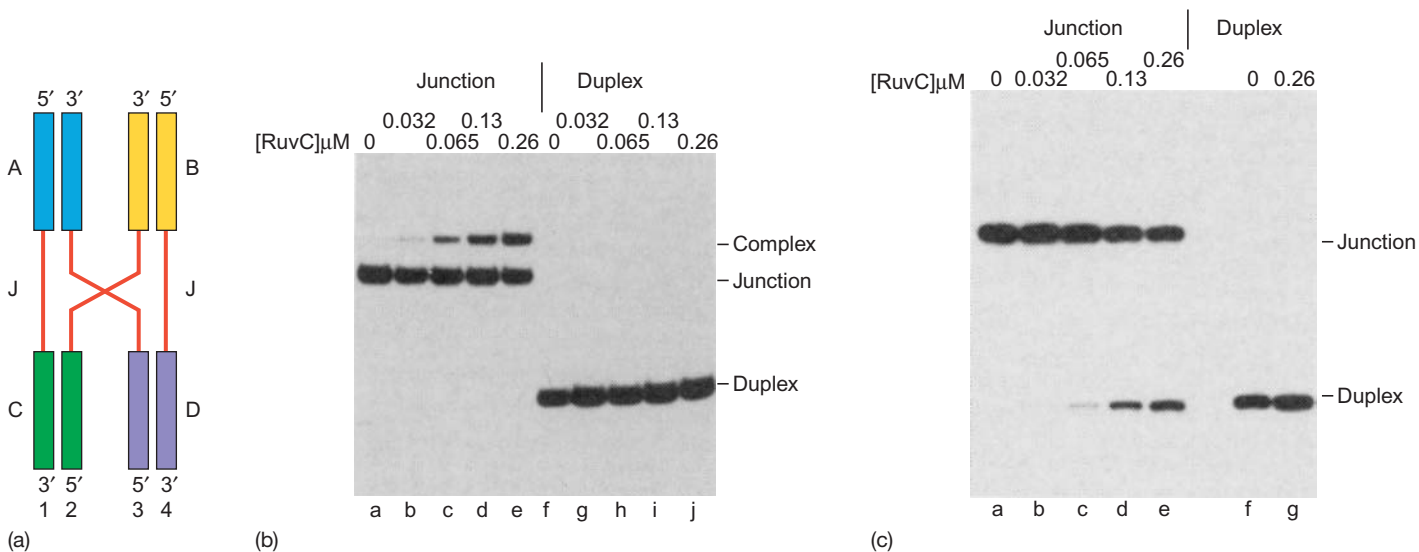 5′ 3′ 3′ 5′
A B
J J
C D
3′ 5′ 5′ 3′
1 2 3 4
(a)
Junction Duplex
0.032 0.13 0.032 0.13
[RuvC]μM 0 0.065 0.26 0 0.065 0.26
Complex
Junction
Duplex
a b c d e f g h i j
(b)
Junction Duplex
0.065 0.26
[RuvC]μM 0 0.032 0.13 0 0.26
Junction
Duplex
a b c d e f g
(c)